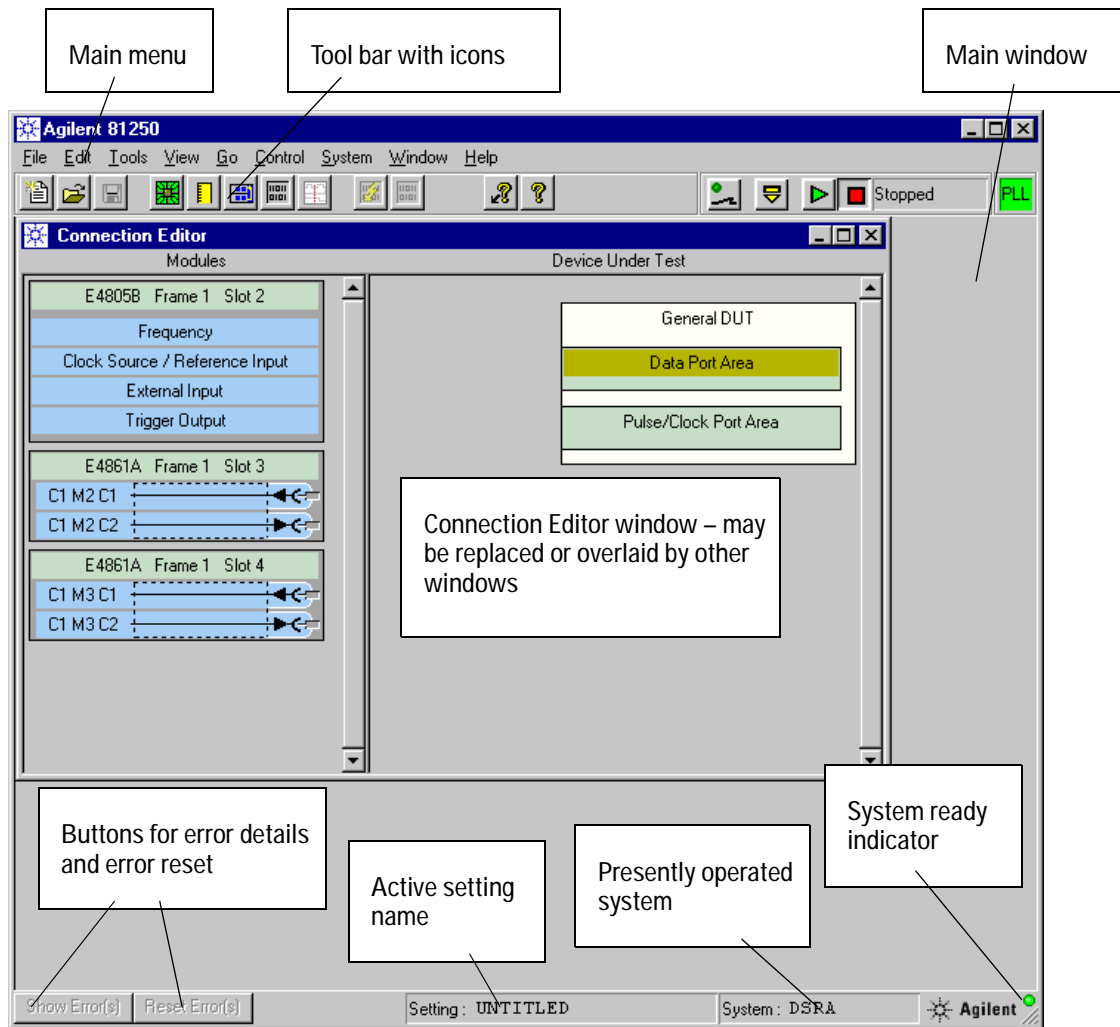 Main menu
Tool bar with icons
Main window
Agilent 81250
File Edit Tools View Go Control System Window Help
Stopped
PLL
Connection Editor
Modules
Device Under Test
E4805B Frame 1 Slot 2
Frequency
Clock Source / Reference Input
External Input
Trigger Output
E4861A Frame 1 Slot 3
C1 M2 C1
C1 M2 C2
E4861A Frame 1 Slot 4
C1 M3 C1
C1 M3 C2
General DUT
Data Port Area
Pulse/Clock Port Area
Connection Editor window – may
be replaced or overlaid by other
windows
Buttons for error details
and error reset
Active setting
name
Presently operated
system
System ready
indicator
Show Error(s)
Reset Error(s)
Setting : UNTITLED
System : DSRA
Agilent